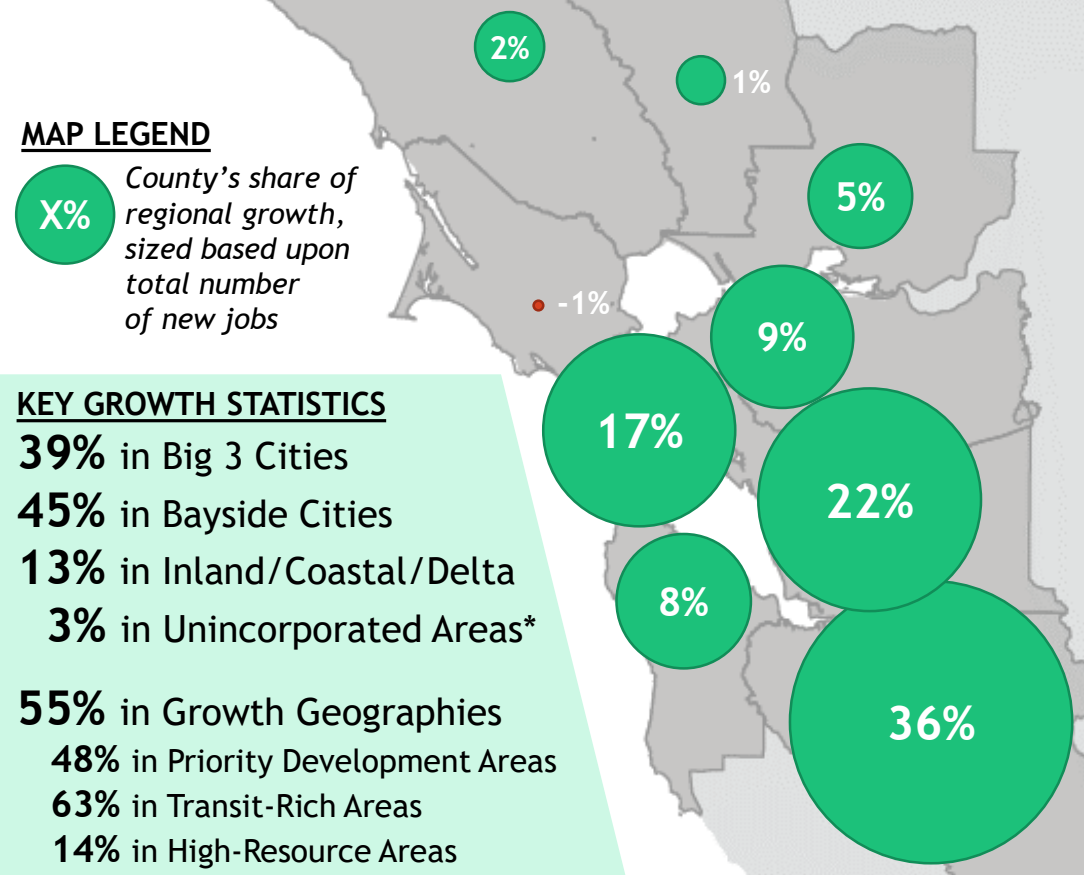 2%
1%
MAP LEGEND
X%
County’s share of
regional growth,
sized based upon
total number
of new jobs
5%
-1%
9%
17%
22%
8%
36%
KEY GROWTH STATISTICS
39% in Big 3 Cities
45% in Bayside Cities
13% in Inland/Coastal/Delta
3% in Unincorporated Areas*
55% in Growth Geographies
48% in Priority Development Areas
63% in Transit-Rich Areas
14% in High-Resource Areas